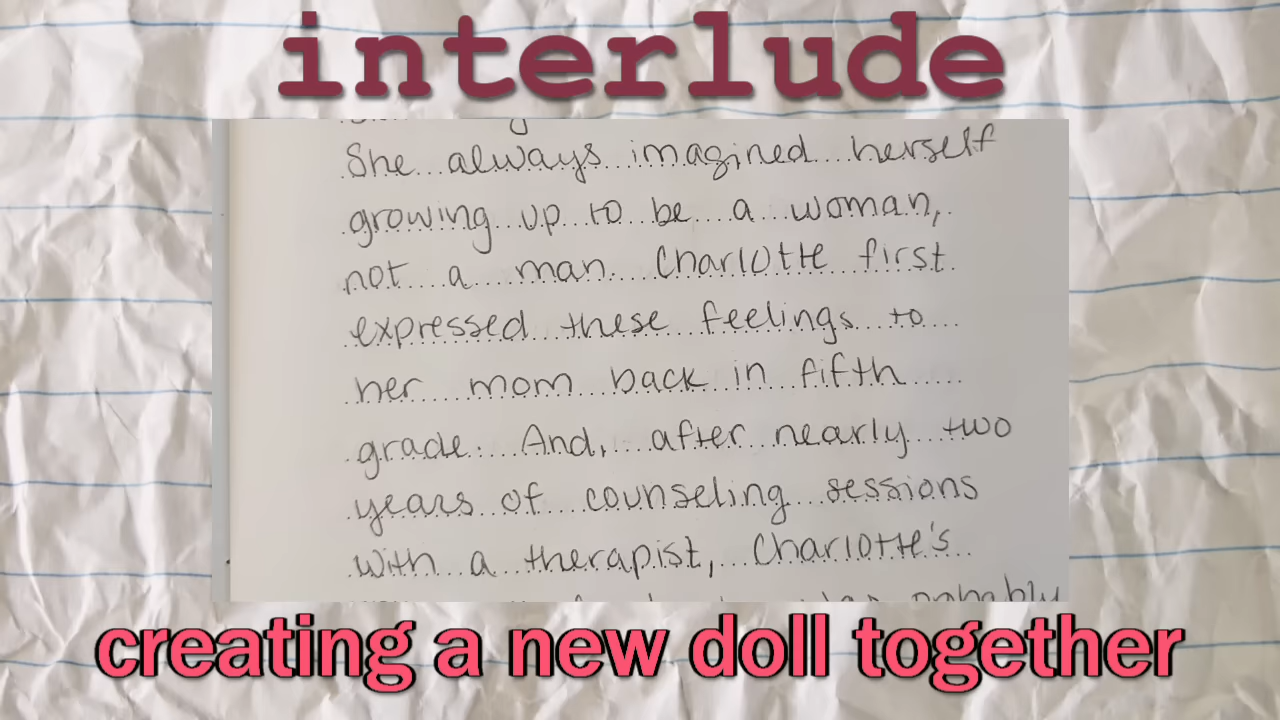 interlude
She always imagined herself
growing up to be a woman,
not a man. Charlotte first
expressed these feelings to
her mom back in fifth
grade. And, after nearly two
years of counseling sessions
with a therapist, Charlotte's
probably
creating a new doll together